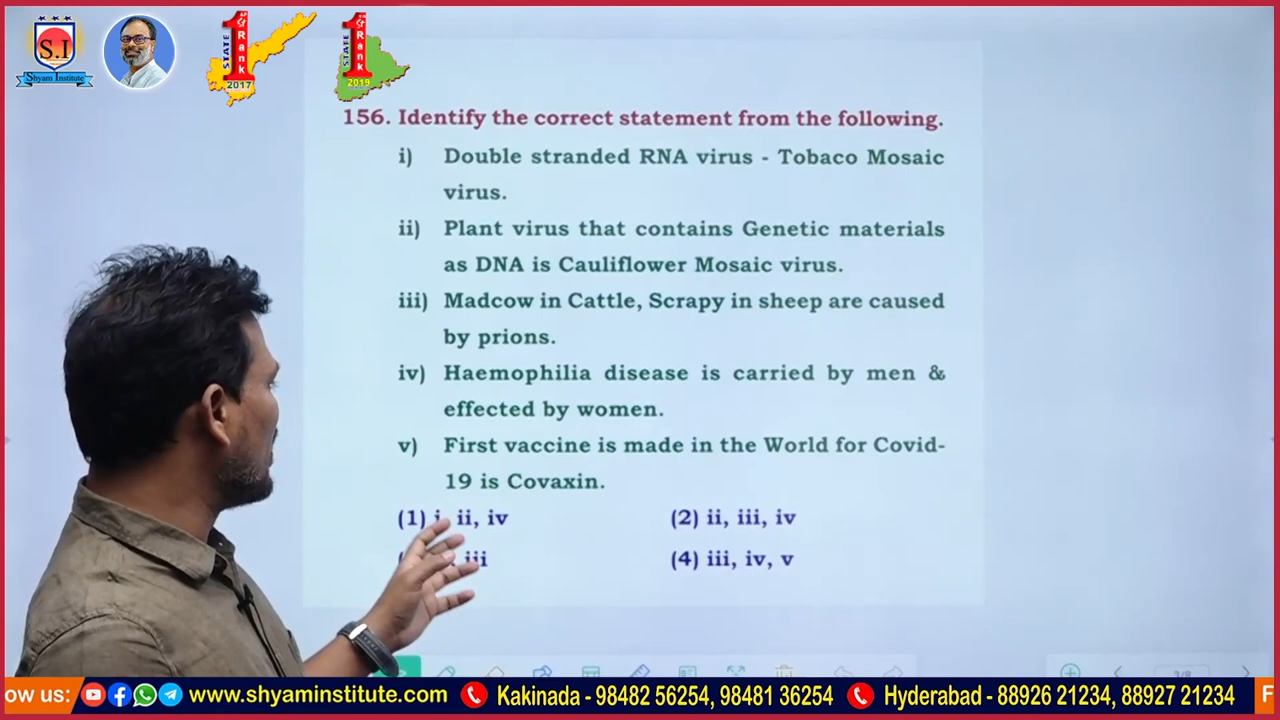 S.I
Shyam Institute
STATE
1
Rank
2017
STATE
1
Rank
2019
156. Identify the correct statement from the following.
i) Double stranded RNA virus - Tobaco Mosaic
virus.
ii) Plant virus that contains Genetic materials
as DNA is Cauliflower Mosaic virus.
iii) Madcow in Cattle, Scrapy in sheep are caused
by prions.
iv) Haemophilia disease is carried by men &
effected by women.
v) First vaccine is made in the World for Covid-
19 is Covaxin.
(1) i, ii, iv (2) ii, iii, iv
iii (4) iii, iv, v
ow us: www.shyaminstitute.com Kakinada - 98482 56254, 98481 36254 Hyderabad - 88926 21234, 88927 21234 F